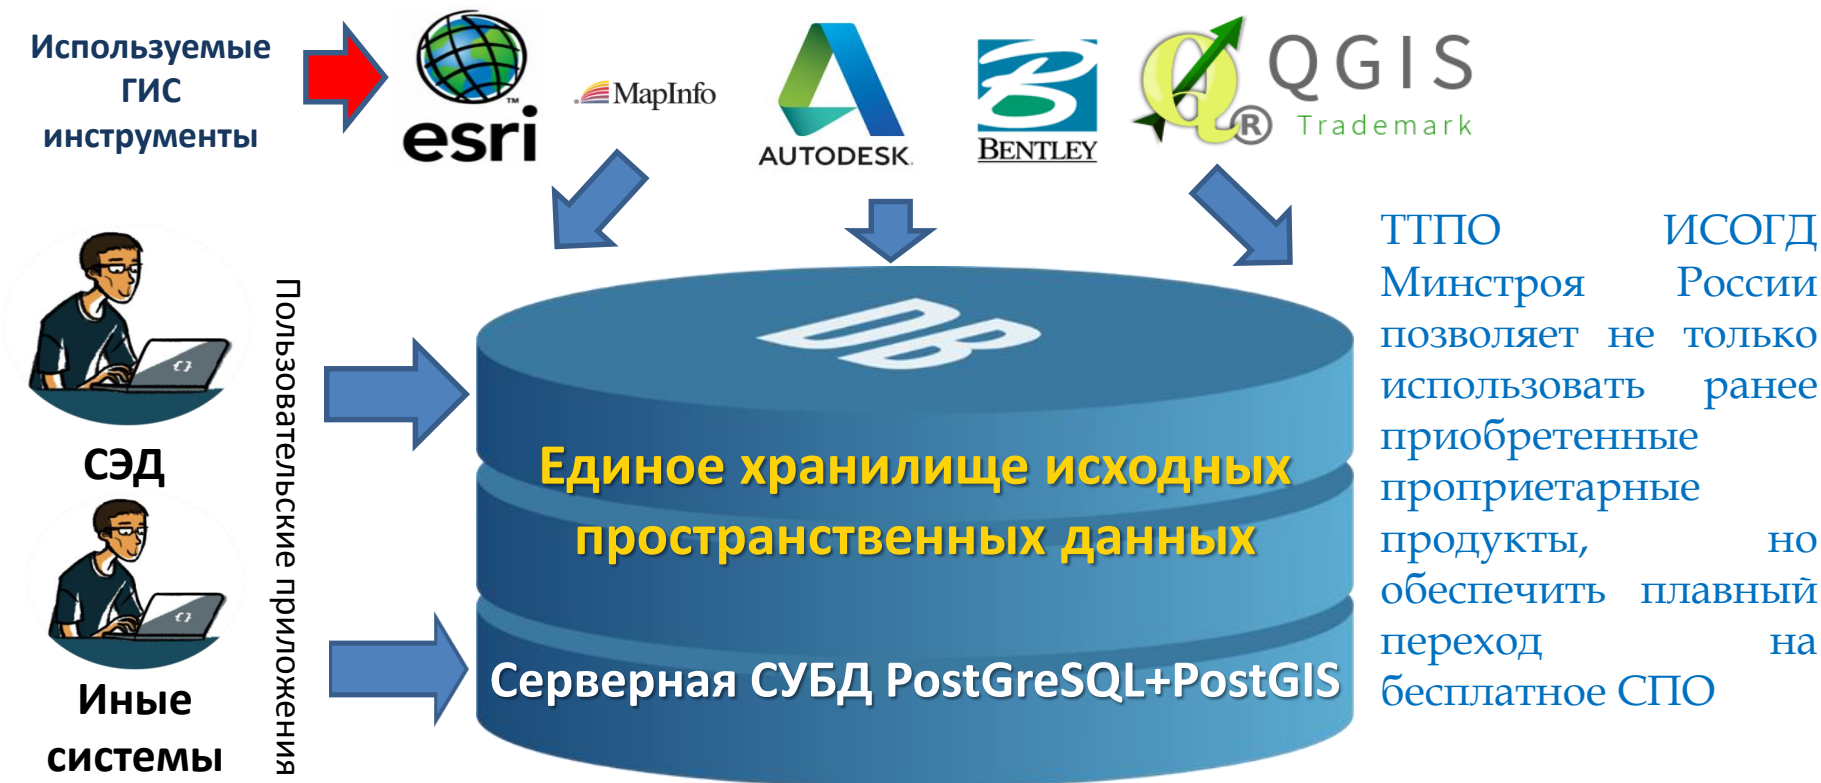 Используемые
ГИС
инструменты
esri
™
MapInfo
AUTODESK.
B
BENTLEY
QGIS
®
Trademark
СЭД
Иные
системы
Пользовательские приложения
DB
Единое хранилище исходных
пространственных данных
Серверная СУБД PostGreSQL+PostGIS
ТТПО ИСОГД
Минстроя России
позволяет не только
использовать ранее
приобретенные
проприетарные
продукты, но
обеспечить плавный
переход на
бесплатное СПО